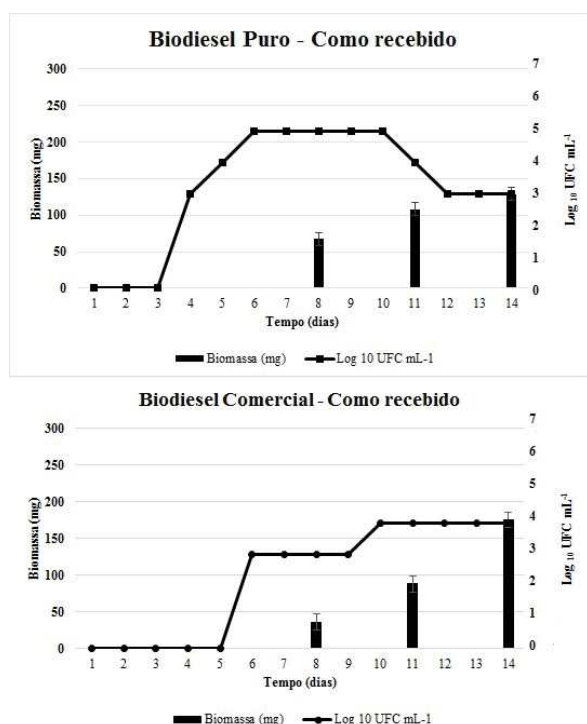 Biodiesel Puro - Como recebido
300
250
200
150
100
50
0
Biomassa (mg)
7
6
5
4
3
2
1
0
Log 10 UFC mL-1
1 2 3 4 5 6 7 8 9 10 11 12 13 14
Tempo (dias)
Biomassa (mg) Log 10 UFC mL-1
Biodiesel Comercial - Como recebido
300
250
200
150
100
50
0
Biomassa (mg)
7
6
5
4
3
2
1
0
Log 10 UFC mL-1
1 2 3 4 5 6 7 8 9 10 11 12 13 14
Tempo (dias)
Biomassa (mg) Log 10 UFC mL-1